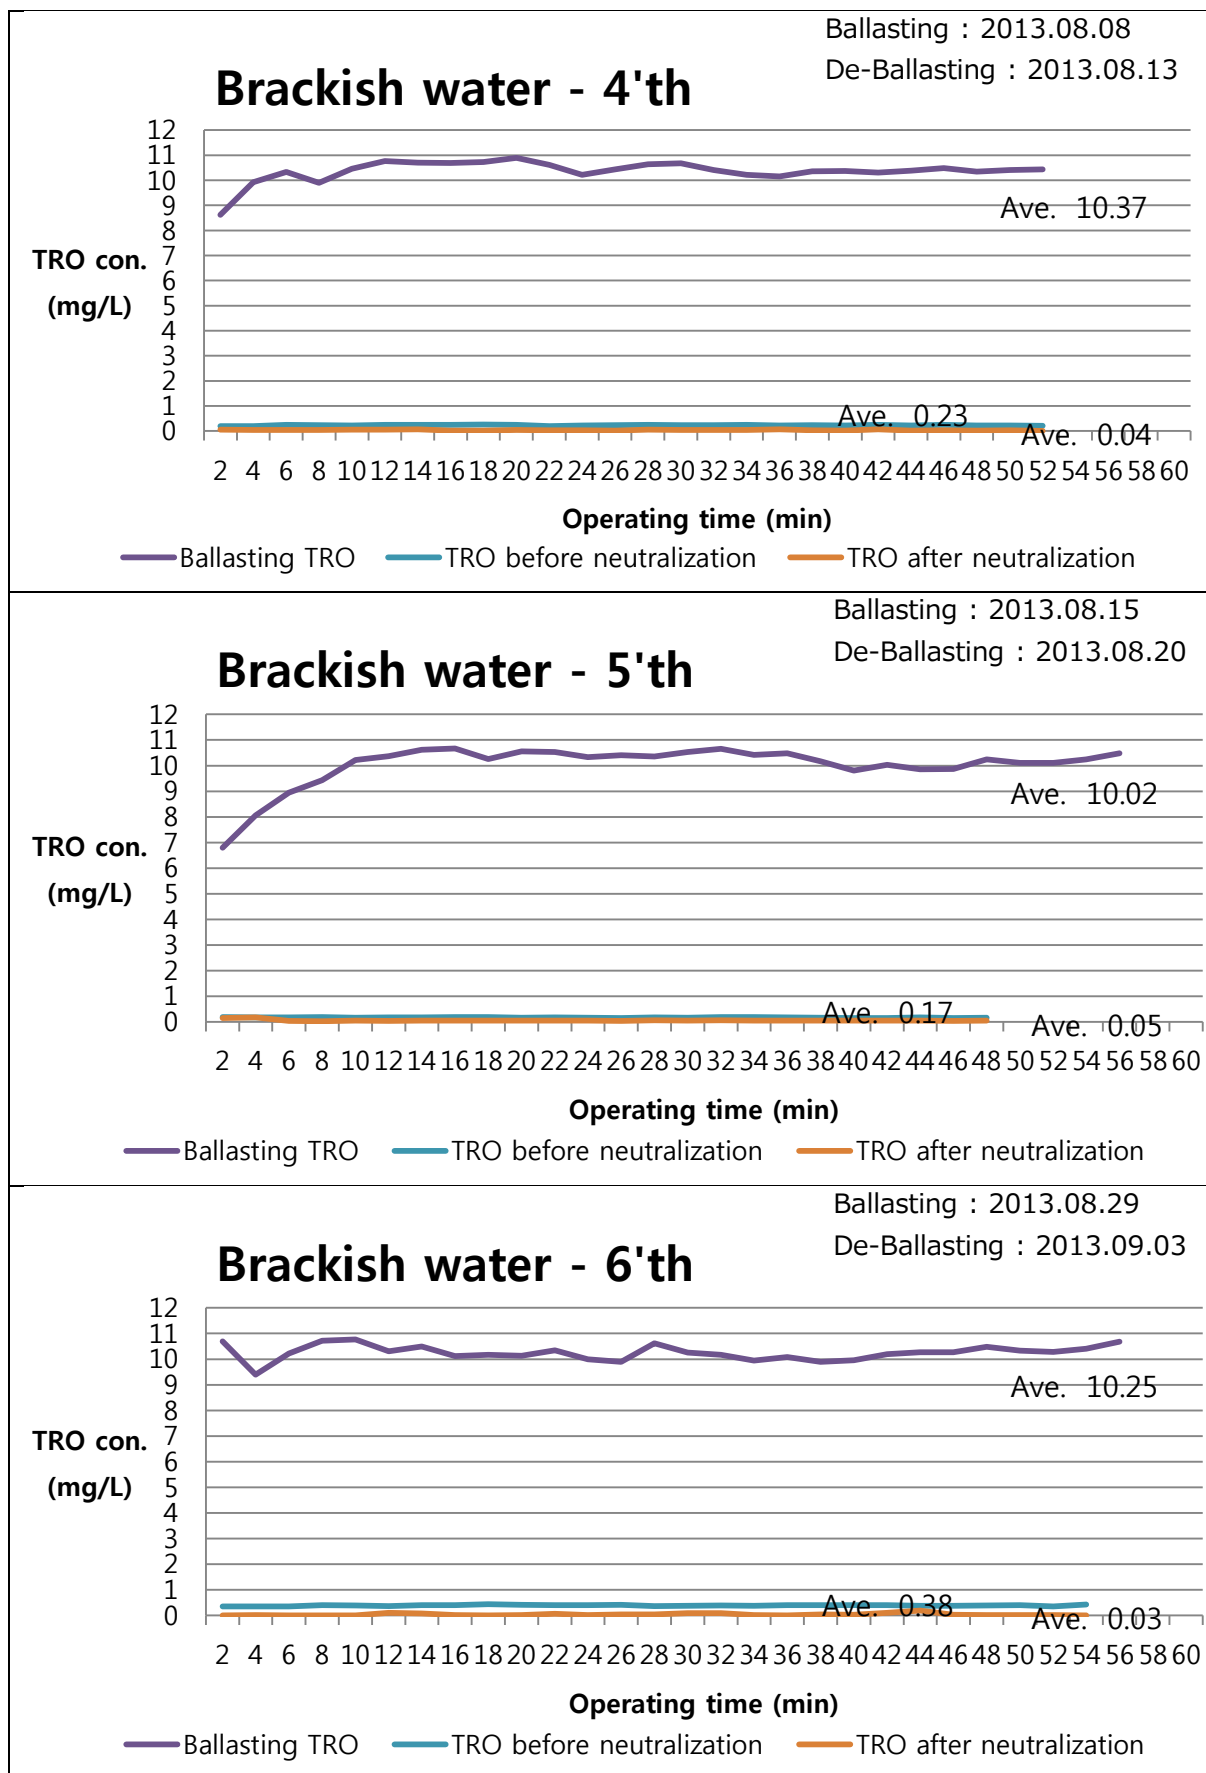 Ballasting : 2013.08.08
De-Ballasting : 2013.08.13
Brackish water - 4'th
12
11
10
9
8
7
6
5
4
3
2
1
0
TRO con.
(mg/L)
Ave. 10.37
Ave. 0.23
Ave. 0.04
2 4 6 8 10 12 14 16 18 20 22 24 26 28 30 32 34 36 38 40 42 44 46 48 50 52 54 56 60
Operating time (min)
Ballasting TRO TRO before neutralization TRO after neutralization
Ballasting : 2013.08.15
De-Ballasting : 2013.08.20
Brackish water - 5'th
12
11
10
9
8
7
6
5
4
3
2
1
0
TRO con.
(mg/L)
Ave. 10.02
Ave. 0.17
Ave. 0.05
2 4 6 8 10 12 14 16 18 20 22 24 26 28 30 32 34 36 38 40 42 44 46 48 50 52 54 56 58 60
Operating time (min)
Ballasting TRO TRO before neutralization TRO after neutralization
Ballasting : 2013.08.29
De-Ballasting : 2013.09.03
Brackish water - 6'th
12
11
10
9
8
7
6
5
4
3
2
1
0
TRO con.
(mg/L)
Ave. 10.25
Ave. 0.38
Ave. 0.03
2 4 6 8 10 12 14 16 18 20 22 24 26 28 30 32 34 36 38 40 42 44 46 48 50 52 54 56 58 60
Operating time (min)
Ballasting TRO TRO before neutralization TRO after neutralization